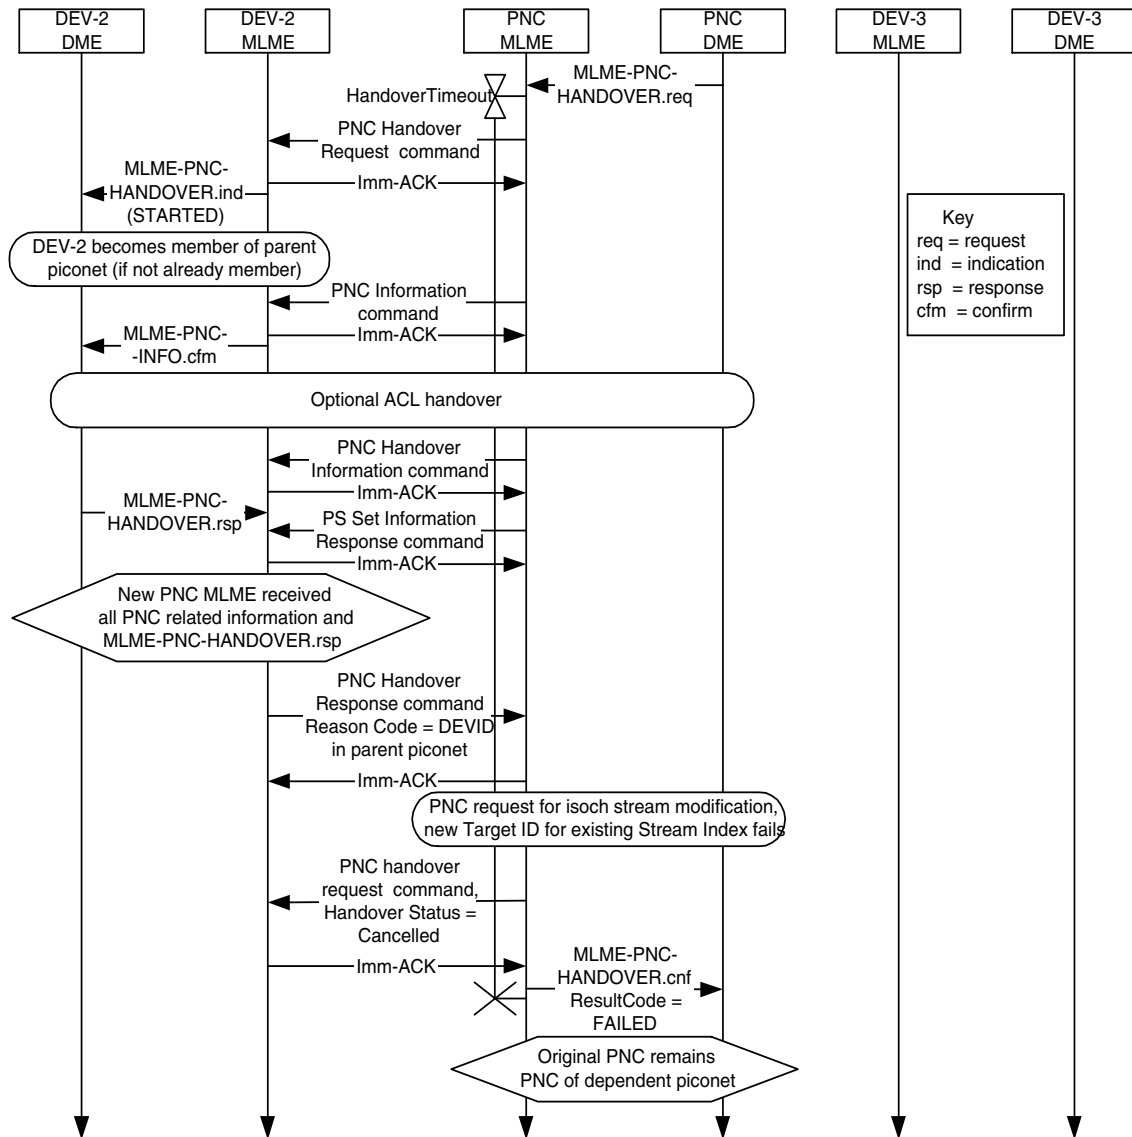 DEV-2
DME
DEV-2
MLME
PNC
MLME
PNC
DME
DEV-3
MLME
DEV-3
DME
MLME-PNC-
HANDOVER.req
HandoverTimeout
PNC Handover
Request command
MLME-PNC-
HANDOVER.ind
(STARTED)
Imm-ACK
Key
req = request
ind = indication
rsp = response
cfm = confirm
DEV-2 becomes member of parent
piconet (if not already member)
PNC Information
command
MLME-PNC-
-INFO.cfm
Imm-ACK
Optional ACL handover
PNC Handover
Information command
Imm-ACK
MLME-PNC-
HANDOVER.rsp
PS Set Information
Response command
Imm-ACK
New PNC MLME received
all PNC related information and
MLME-PNC-HANDOVER.rsp
PNC Handover
Response command
Reason Code = DEVID
in parent piconet
Imm-ACK
PNC request for isoch stream modification,
new Target ID for existing Stream Index fails
PNC handover
request command,
Handover Status =
Cancelled
Imm-ACK
MLME-PNC-
HANDOVER.cnf
ResultCode =
FAILED
Original PNC remains
PNC of dependent piconet